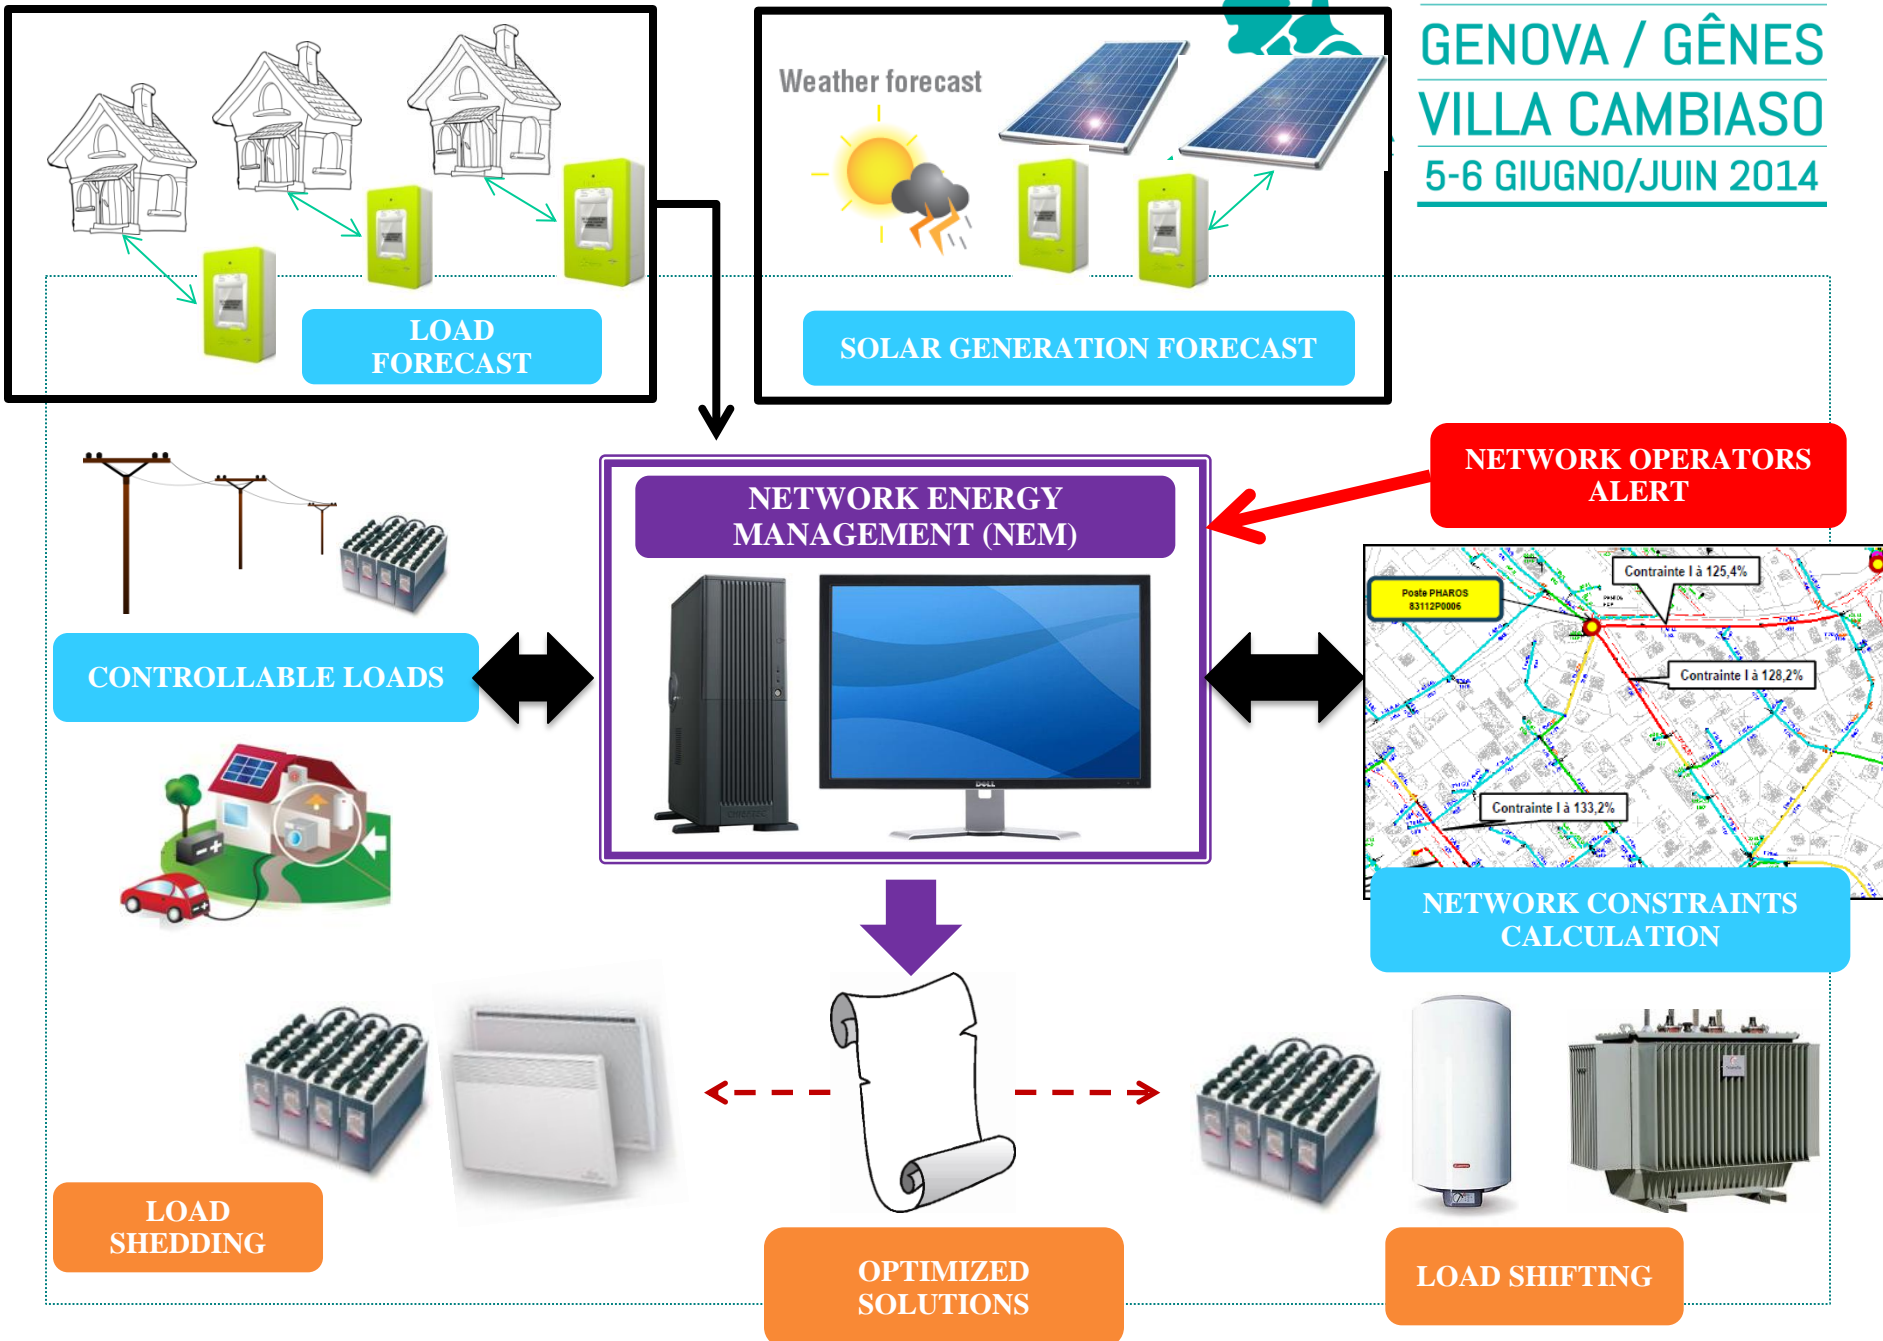 GENOVA / GÊNES
VILLA CAMBIASO
5-6 GIUGNO/JUIN 2014
Weather forecast
LOAD
FORECAST
SOLAR GENERATION FORECAST
NETWORK OPERATORS
ALERT
NETWORK ENERGY
MANAGEMENT (NEM)
Contrainte I à 125,4%
Poste PHAROS
83112P0006
CONTROLLABLE LOADS
Contrainte I à 128,2%
DELL
Contrainte I à 133,2%
NETWORK CONSTRAINTS
CALCULATION
LOAD
SHEDDING
OPTIMIZED
SOLUTIONS
LOAD SHIFTING